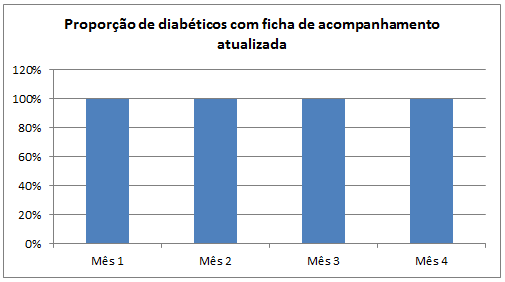 Proporção de diabéticos com ficha de acompanhamento
atualizada
120%
100%
80%
60%
40%
20%
0%
Mês 1 Mês 2 Mês 3 Mês 4